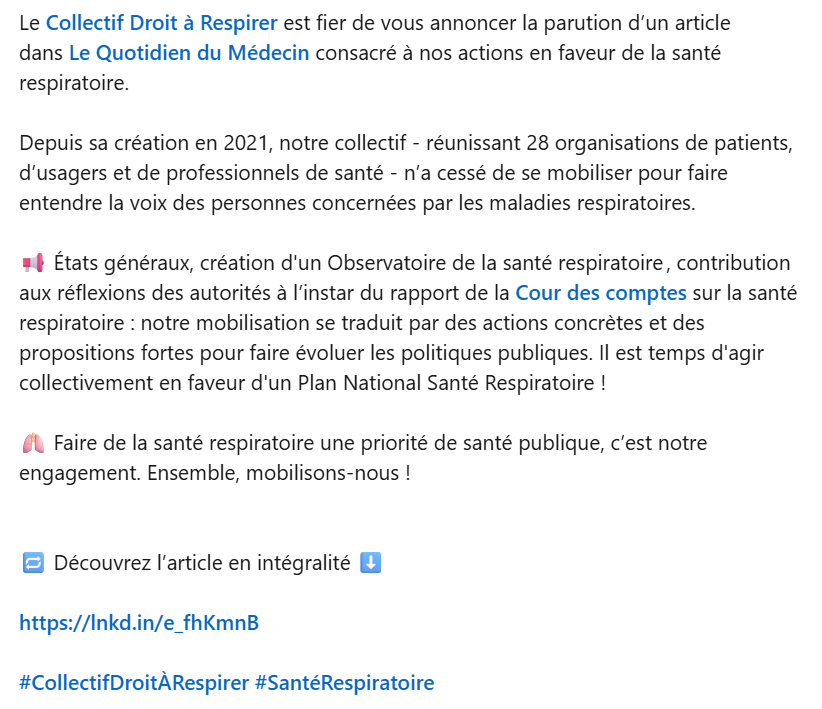 Le Collectif Droit à Respirer est fier de vous annoncer la parution d’un article
dans Le Quotidien du Médecin consacré à nos actions en faveur de la santé
respiratoire.
Depuis sa création en 2021, notre collectif - réunissant 28 organisations de patients,
d’usagers et de professionnels de santé - n’a cessé de se mobiliser pour faire
entendre la voix des personnes concernées par les maladies respiratoires.
📢 États généraux, création d'un Observatoire de la santé respiratoire, contribution
aux réflexions des autorités à l’instar du rapport de la Cour des comptes sur la santé
respiratoire : notre mobilisation se traduit par des actions concrètes et des
propositions fortes pour faire évoluer les politiques publiques. Il est temps d'agir
collectivement en faveur d'un Plan National Santé Respiratoire !
🫁 Faire de la santé respiratoire une priorité de santé publique, c’est notre
engagement. Ensemble, mobilisons-nous !
🔁 Découvrez l’article en intégralité ⬇️
https://lnkd.in/e_fhKmnB
#CollectifDroitÀRespirer #SantéRespiratoire